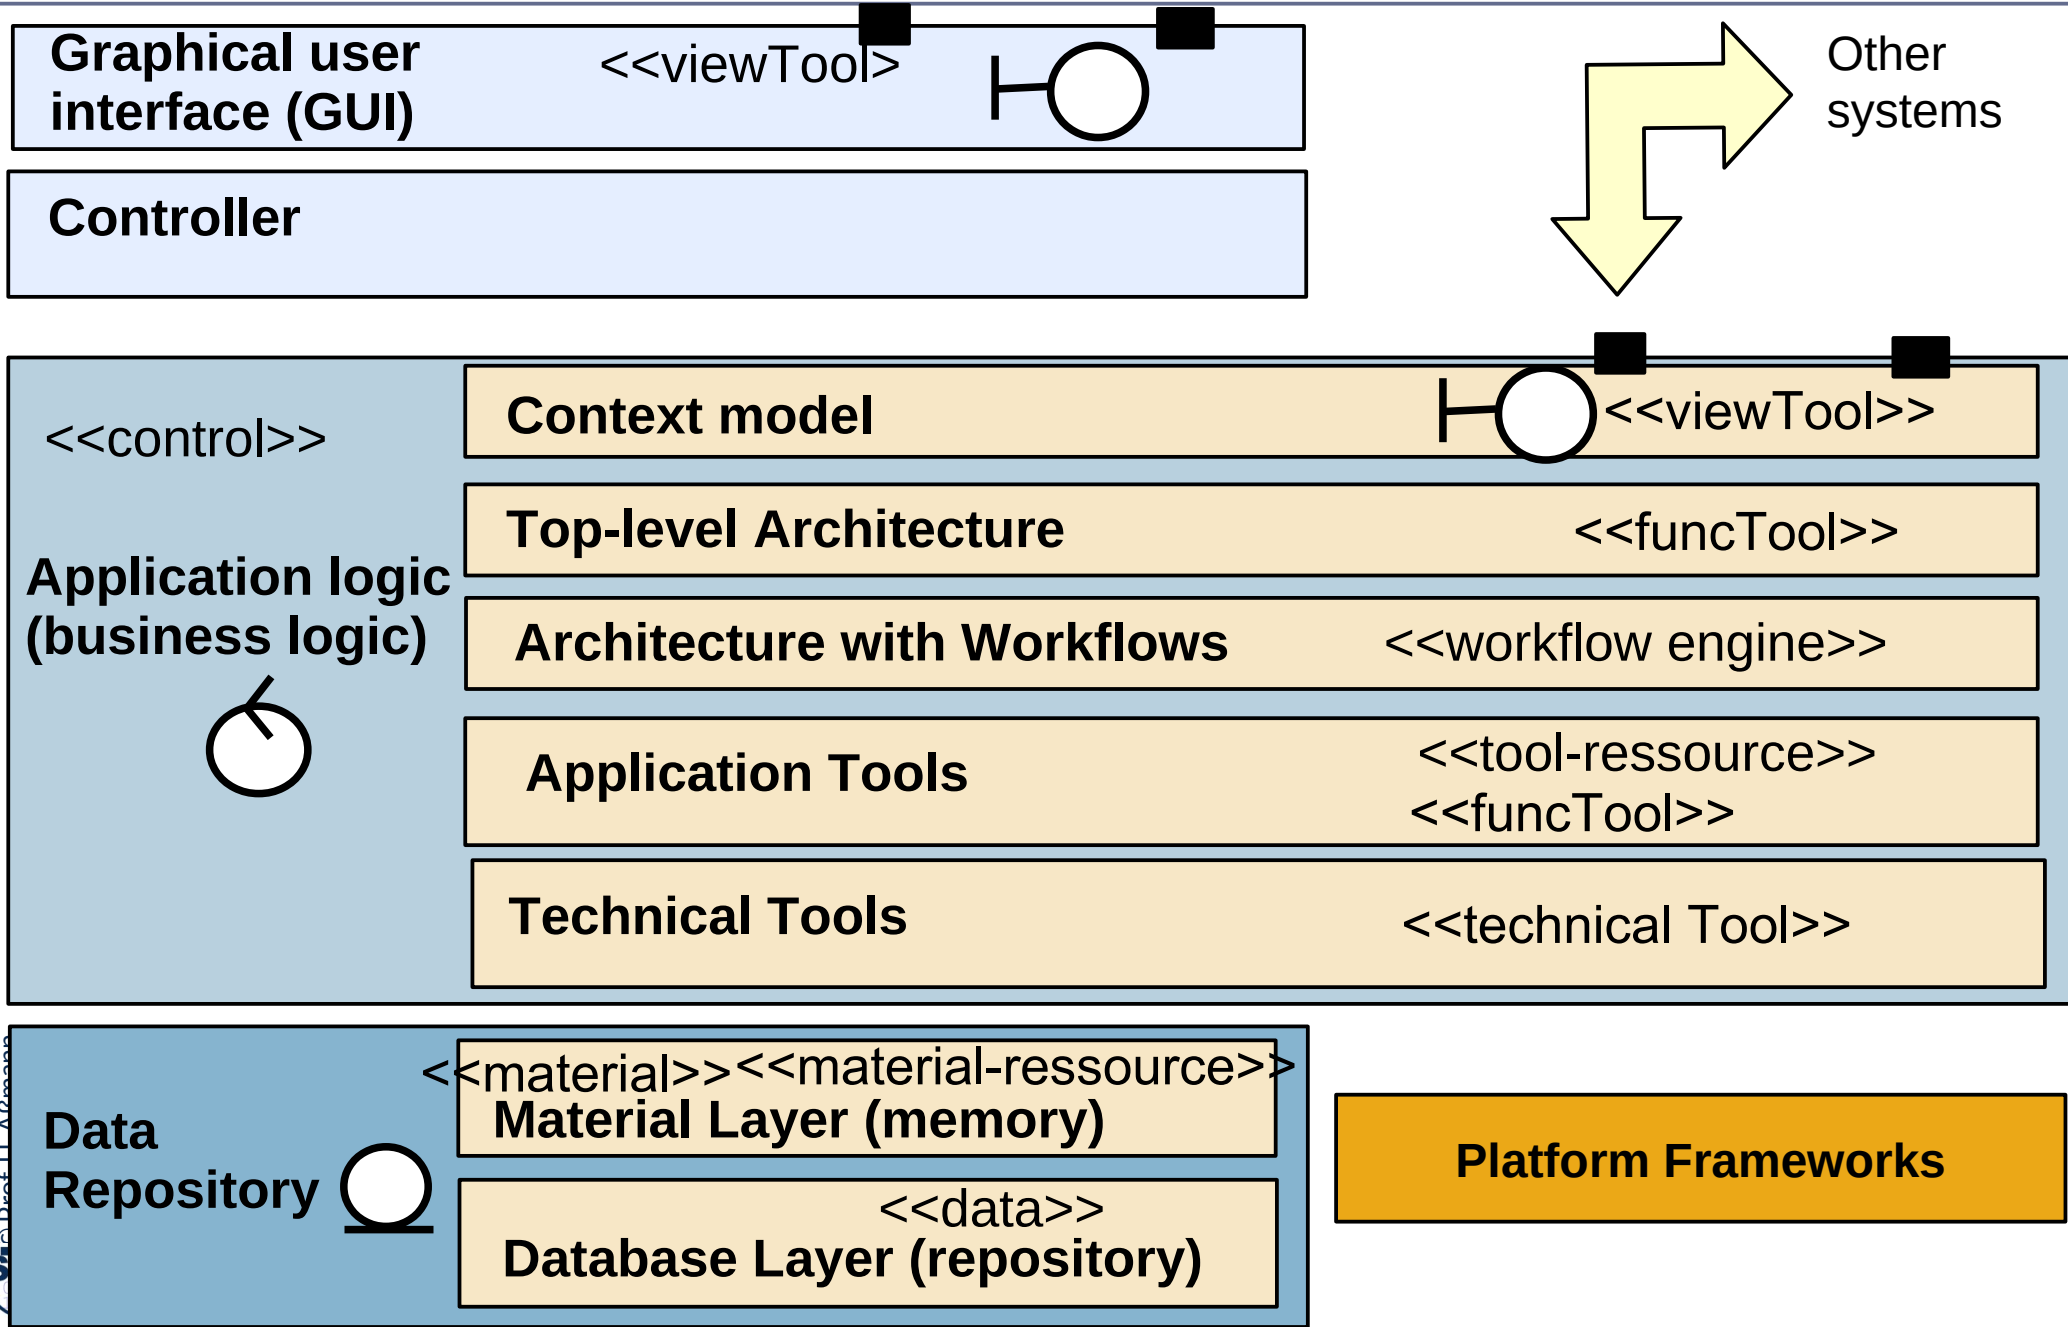 Graphical user
interface (GUI)
<<viewTool>
Other
systems
Controller
<<control>>
Application logic
(business logic)
Context model
<<viewTool>>
Top-level Architecture
<<funcTool>>
Architecture with Workflows
<<workflow engine>>
Application Tools
<<tool-ressource>>
<<funcTool>>
Technical Tools
<<technical Tool>>
Data
Repository
<<material>>
<<material-ressource>>
Material Layer (memory)
<<data>>
Database Layer (repository)
Platform Frameworks